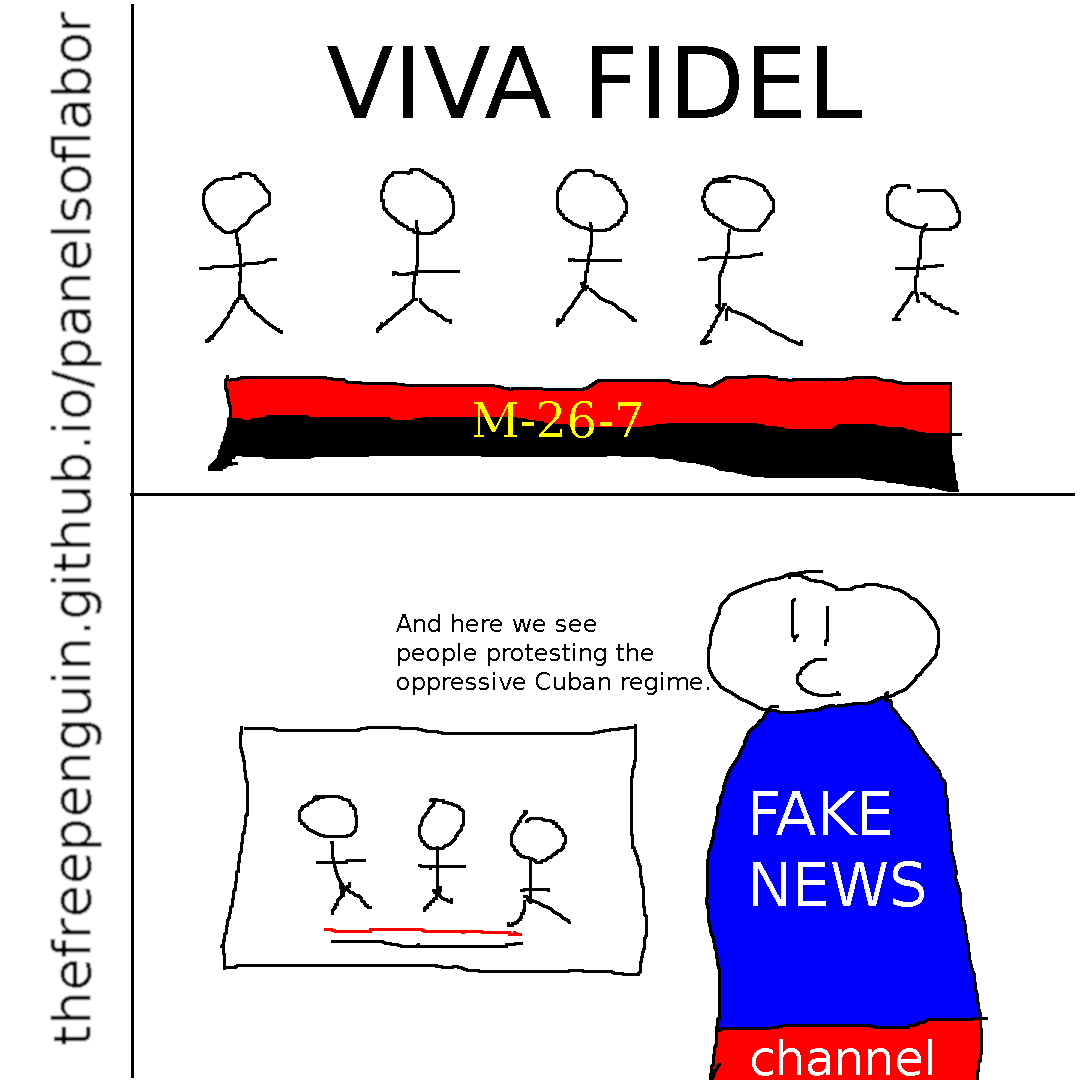 thefreepenguin.github.io/panelsoflabor
VIVA FIDEL
M-26-7
And here we see
people protesting the
oppressive Cuban regime.
FAKE
NEWS
channel